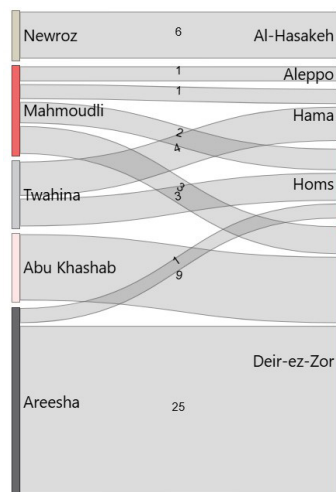 Newroz 6 Al-Hasakeh
1 Aleppo
1
Mahmoudli Hama
2
4
Homs
3
Twahina 3
1
Abu Khashab
9
Deir-ez-Zor
Areesha 25